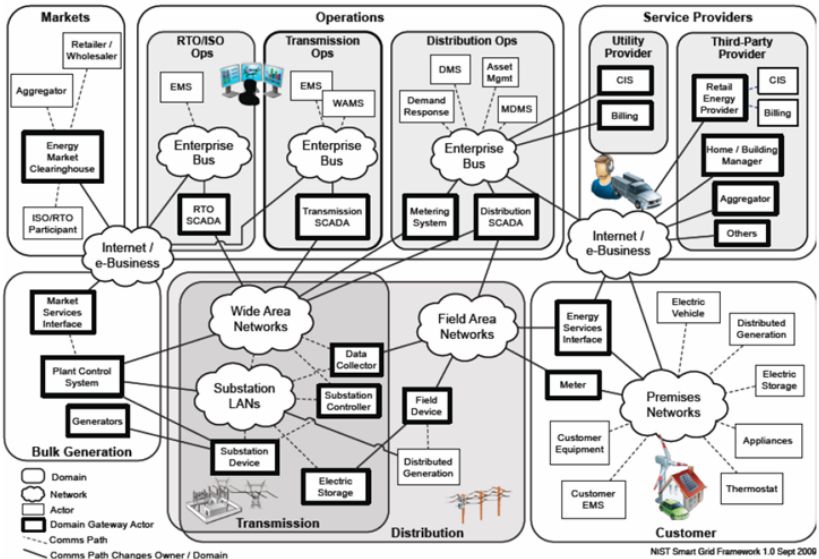 Markets
Retailer /
Wholesaler
Aggregator
Energy
Market
Clearinghouse
ISO/RTO
Participant
Operations
RTO/ISO
Ops
EMS
Enterprise
Bus
RTO
SCADA
Transmission
Ops
EMS
WAMS
Enterprise
Bus
Transmission
SCADA
Distribution Ops
DMS
Asset
Mgmt
Demand
Response
MDMS
Enterprise
Bus
Metering
System
Distribution
SCADA
Service Providers
Utility
Provider
CIS
Billing
Third-Party
Provider
Retail
Energy
Provider
CIS
Billing
Home / Building
Manager
Aggregator
Others
Internet /
e-Business
Internet /
e-Business
Market
Services
Interface
Plant Control
System
Generators
Bulk Generation
Wide Area
Networks
Substation
LANs
Data
Collector
Substation
Controller
Substation
Device
Electric
Storage
Transmission
Field Area
Networks
Field
Device
Distributed
Generation
Distribution
Energy
Services
Interface
Meter
Electric
Vehicle
Distributed
Generation
Electric
Storage
Premises
Networks
Appliances
Thermostat
Customer
Equipment
Customer
EMS
Customer
Domain
Network
Actor
Domain Gateway Actor
Comms Path
Comms Path Changes Owner / Domain
NIST Smart Grid Framework 1.0 Sept 2009